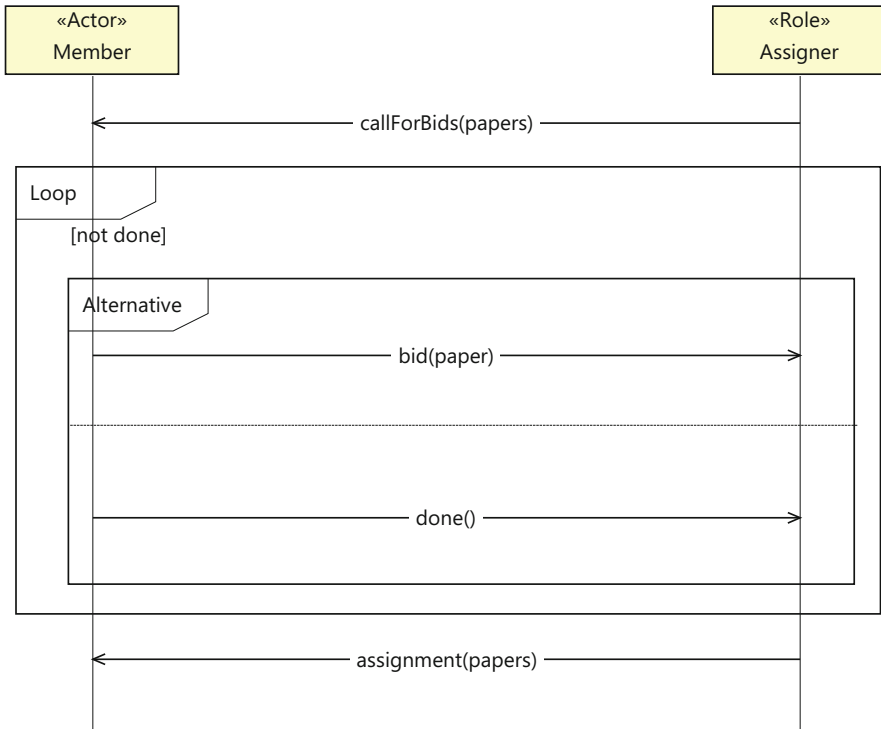 «Actor»
Member
«Role»
Assigner
callForBids(papers)
Loop
[not done]
Alternative
bid(paper)
done()
assignment(papers)